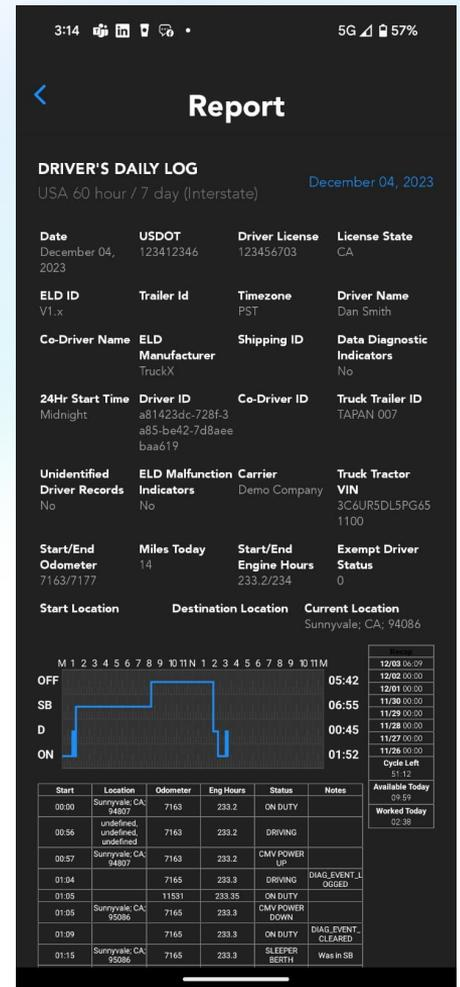 3:14
5G 57%
Report
DRIVER'S DAILY LOG
USA 60 hour / 7 day (Interstate)
December 04, 2023
Date USDOT Driver License License State
December 04, 123412346 123456703 CA
2023
ELD ID Trailer Id Timezone Driver Name
V1.x PST Dan Smith
Co-Driver Name ELD Shipping ID Data Diagnostic
Manufacturer Indicators
TruckX No
24Hr Start Time Driver ID Co-Driver ID Truck Trailer ID
Midnight a81423dc-728f-3 TAPAN 007
a85-be42-7d8aee
baa619
Unidentified ELD Malfunction Carrier Truck Tractor
Driver Records Indicators Demo Company VIN
No No 3C6UR5DL5PG65
1100
Start/End Miles Today Start/End Exempt Driver
Odometer 14 Engine Hours Status
7163/7177 233.2/234 0
Start Location Destination Location Current Location
Sunnyvale; CA; 94086
M 1 2 3 4 5 6 7 8 9 10 11 N 1 2 3 4 5 6 7 8 9 10 11 M
OFF 05:42
SB 06:55
D 00:45
ON 01:52
Recap
12/03 06:09
12/02 00:00
12/01 00:00
11/30 00:00
11/29 00:00
11/28 00:00
11/27 00:00
11/26 00:00
Cycle Left
51:12
Available Today
09:59
Worked Today
02:38
Start Location Odometer Eng Hours Status Notes
00:00 Sunnyvale; CA; 94807 7163 233.2 ON DUTY
00:56 undefined, undefined, undefined 7163 233.2 DRIVING
00:57 Sunnyvale; CA; 94807 7163 233.2 CMV POWER UP
01:04 7165 233.3 DRIVING DIAG_EVENT_LOGGED
01:05 11531 233.35 ON DUTY
01:05 Sunnyvale; CA; 95086 7165 233.3 CMV POWER DOWN
01:09 7165 233.3 ON DUTY DIAG_EVENT_CLEARED
01:15 Sunnyvale; CA; 95086 7165 233.3 SLEEPER BERTH Was in SB